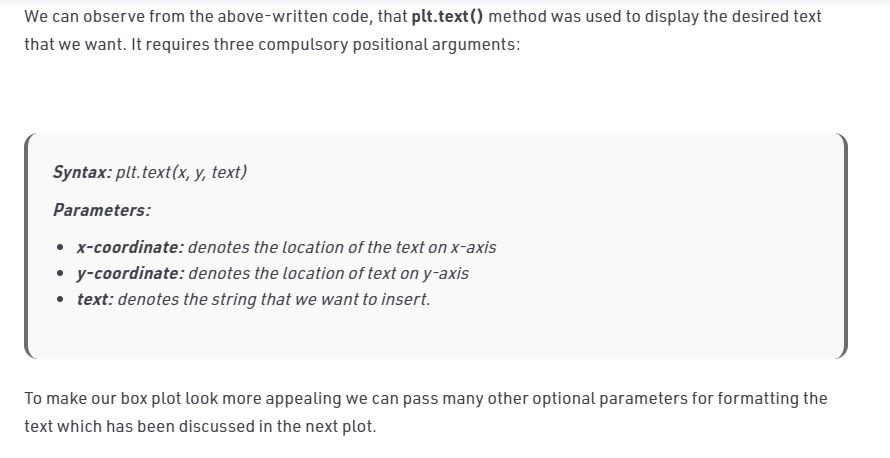 We can observe from the above-written code, that plt.text() method was used to display the desired text
that we want. It requires three compulsory positional arguments:
Syntax: plt.text(x, y, text)
Parameters:
• x-coordinate: denotes the location of the text on x-axis
• y-coordinate: denotes the location of text on y-axis
• text: denotes the string that we want to insert.
To make our box plot look more appealing we can pass many other optional parameters for formatting the
text which has been discussed in the next plot.